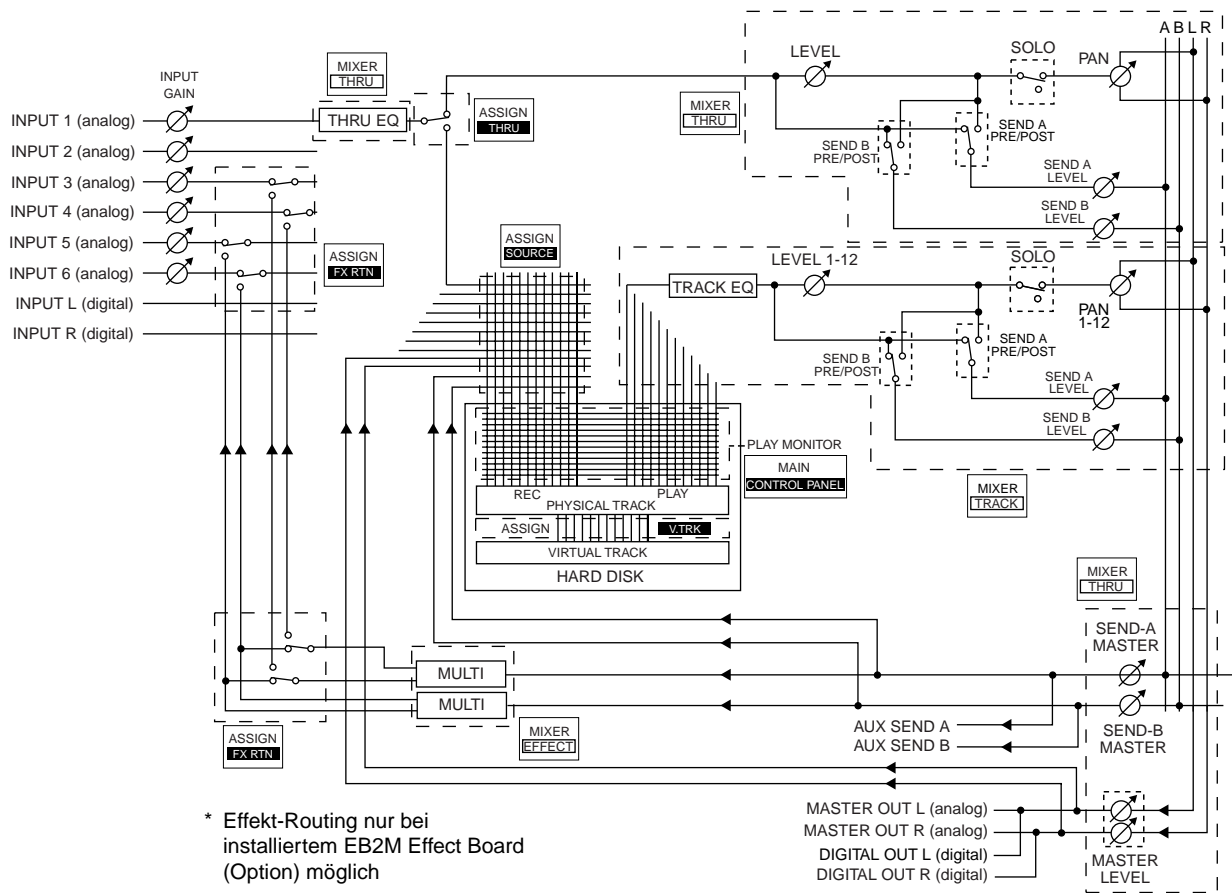 A B L R
LEVEL
SOLO
PAN
MIXER
THRU
INPUT
GAIN
MIXER
THRU
ASSIGN
THRU
INPUT 1 (analog)
THRU EQ
SEND B
PRE/POST
SEND A
PRE/POST
INPUT 2 (analog)
INPUT 3 (analog)
INPUT 4 (analog)
INPUT 5 (analog)
INPUT 6 (analog)
INPUT L (digital)
INPUT R (digital)
SEND A
LEVEL
SEND B
LEVEL
ASSIGN
FX RTN
ASSIGN
SOURCE
LEVEL 1-12
SOLO
TRACK EQ
PAN
1-12
SEND B
PRE/POST
SEND A
PRE/POST
SEND A
LEVEL
SEND B
LEVEL
PLAY MONITOR
MAIN
CONTROL PANEL
REC
PLAY
PHYSICAL TRACK
MIXER
TRACK
ASSIGN
V.TRK
VIRTUAL TRACK
HARD DISK
MIXER
THRU
SEND-A
MASTER
MULTI
MULTI
AUX SEND A
AUX SEND B
SEND-B
MASTER
ASSIGN
FX RTN
MIXER
EFFECT
MASTER OUT L (analog)
MASTER OUT R (analog)
DIGITAL OUT L (digital)
DIGITAL OUT R (digital)
MASTER
LEVEL
* Effekt-Routing nur bei
installiertem EB2M Effect Board
(Option) möglich